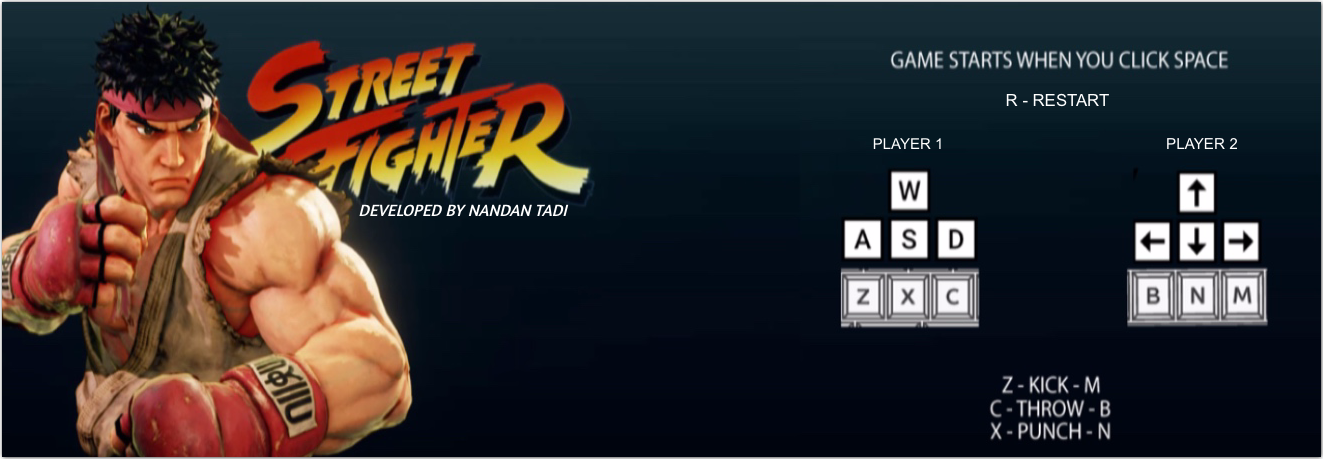 STREET
FIGHTER
DEVELOPED BY NANDAN TADI
GAME STARTS WHEN YOU CLICK SPACE
R - RESTART
PLAYER 1
W
A S D
Z X C
PLAYER 2
↑
← ↓ →
B N M
Z - KICK - M
C - THROW - B
X - PUNCH - N